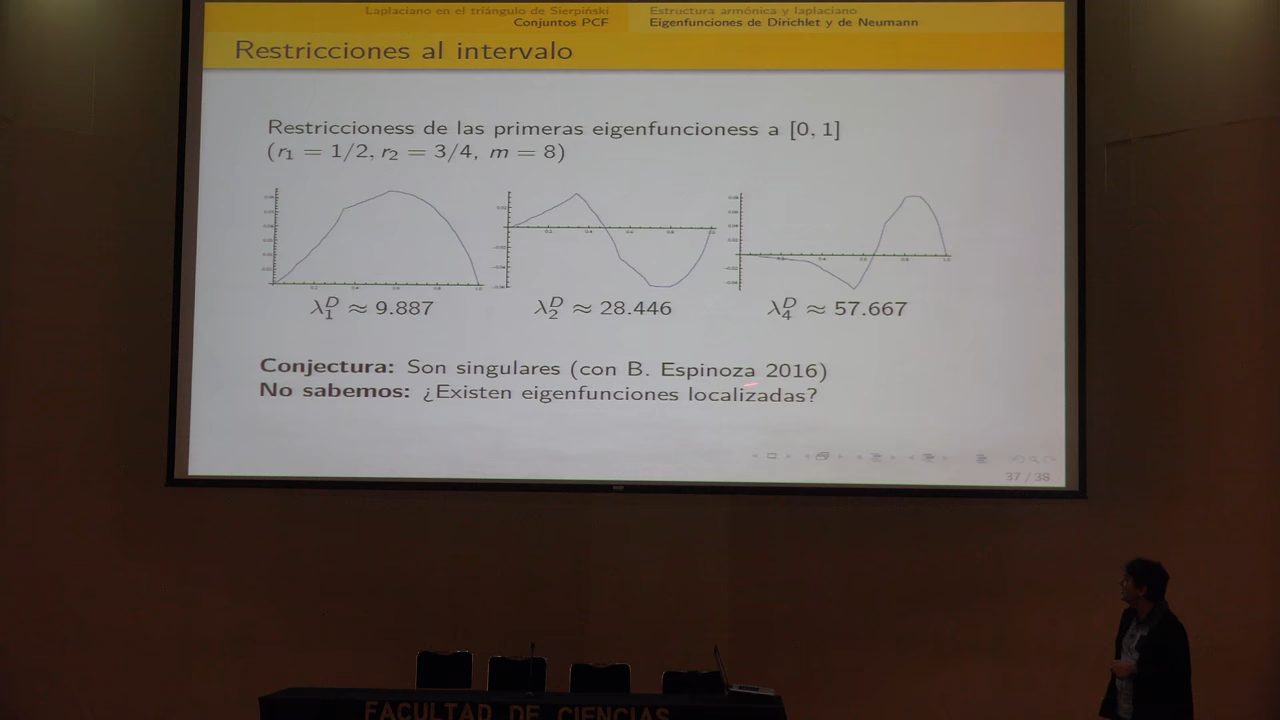 Laplaciano en el triángulo de Sierpiński
Conjuntos PCF
Estructura armónica y laplaciano
Eigenfunciones de Dirichlet y de Neumann
Restricciones al intervalo
Restriccioness de las primeras eigenfuncioness a [0, 1]
(r₁ = 1/2, r₂ = 3/4, m = 8)
λ₁ᴰ ≈ 9.887
λ₂ᴰ ≈ 28.446
λ₄ᴰ ≈ 57.667
Conjectura: Son singulares (con B. Espinoza 2016)
No sabemos: ¿Existen eigenfunciones localizadas?
37 / 38
FACULTAD DE CIENCIAS